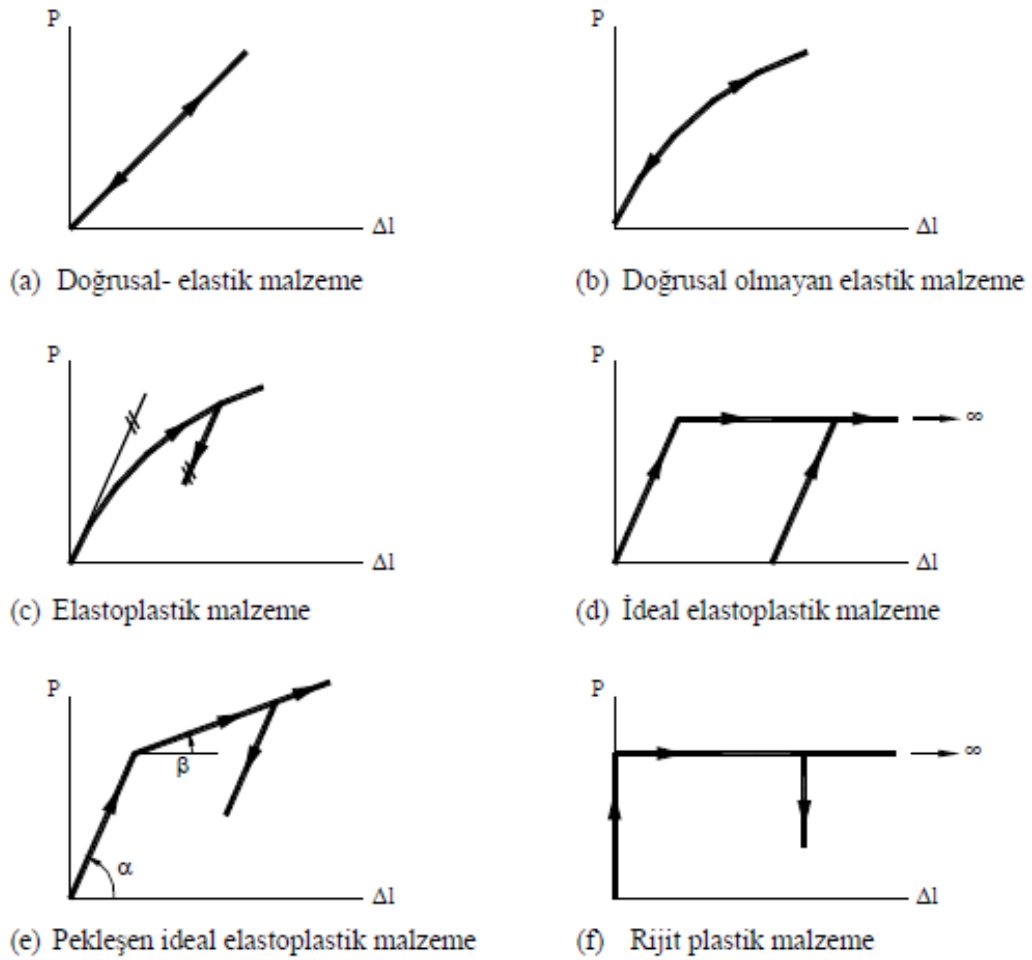 P
Δl
(a) Doğrusal- elastik malzeme
P
Δl
(b) Doğrusal olmayan elastik malzeme
P
Δl
(c) Elastoplastik malzeme
P
∞
Δl
(d) İdeal elastoplastik malzeme
P
β
α
Δl
(e) Pekleşen ideal elastoplastik malzeme
P
∞
Δl
(f) Rijit plastik malzeme